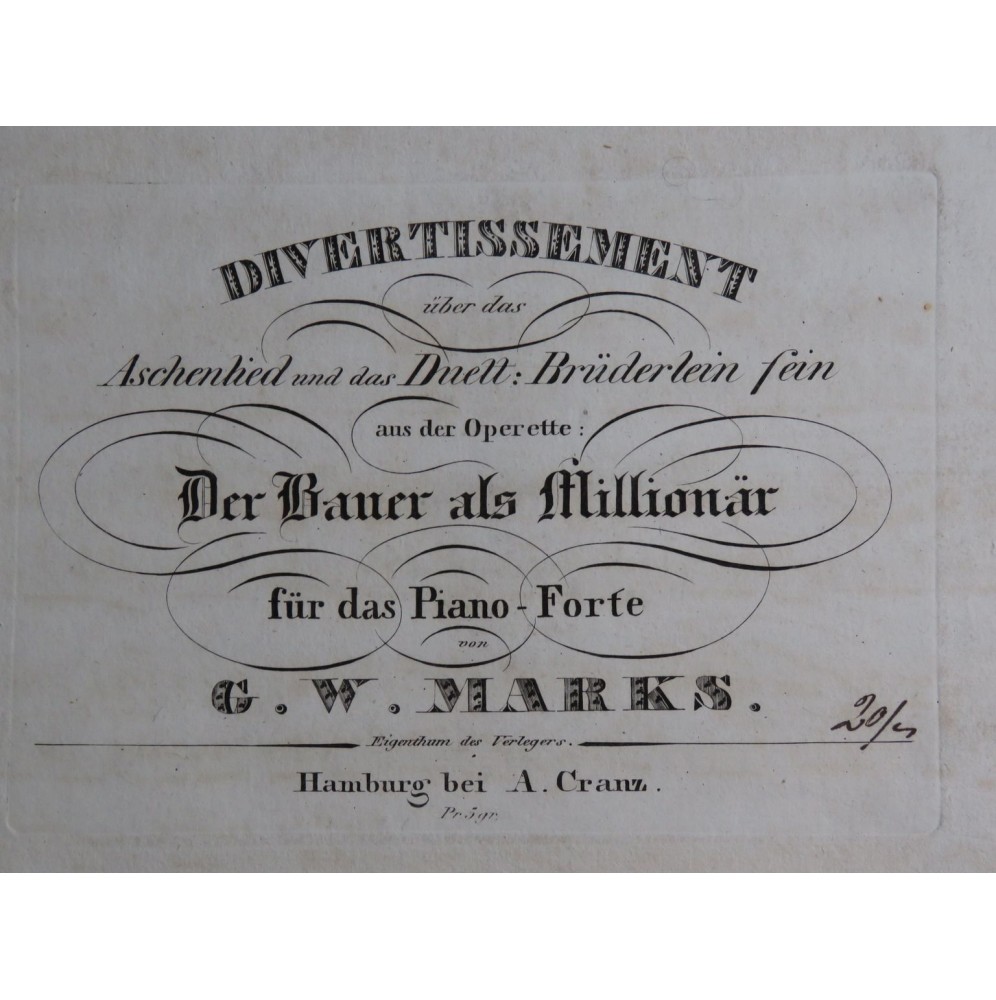 DIVERTISSEMENT
über das
Aschenlied und das Duett: Brüderlein fein
aus der Operette:
Der Bauer als Millionär
für das Piano-Forte
von
G. W. MARKS.
Eigenthum des Verlegers.
Hamburg bei A. Cranz.
Pr 5 gr.